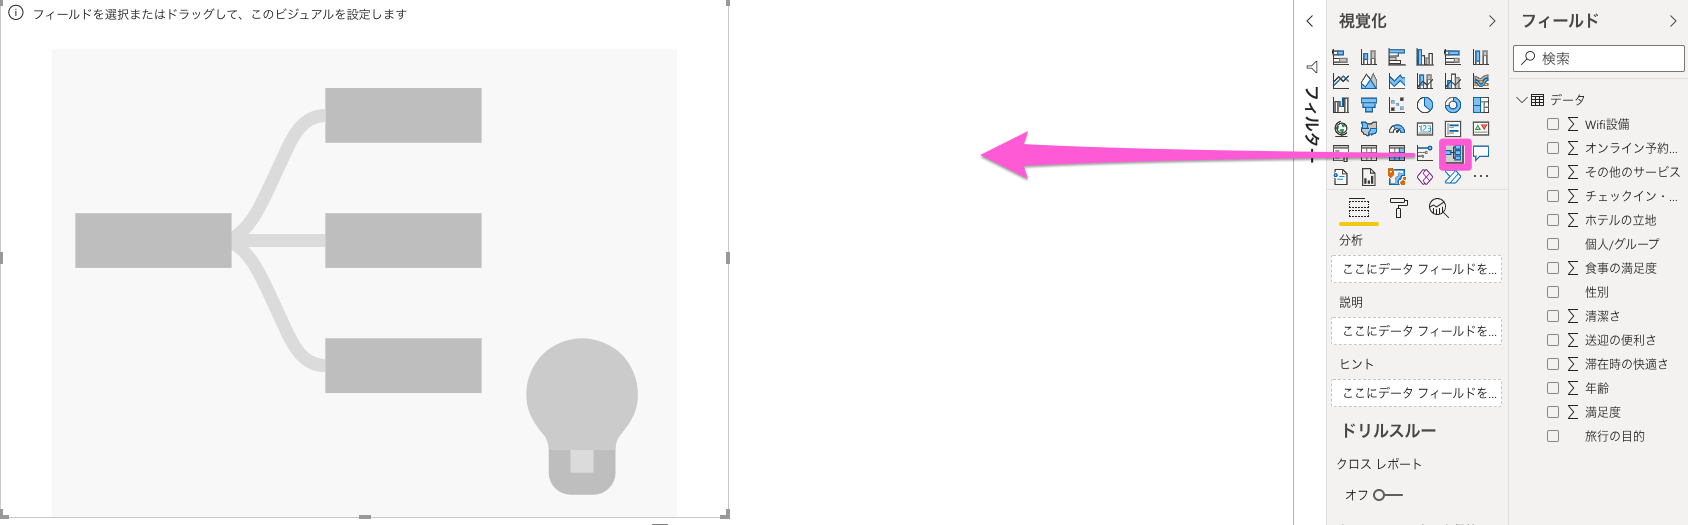 フィールドを選択またはドラッグして、このビジュアルを設定します
フィルター
視覚化
123
分析
ここにデータ フィールドを...
説明
ここにデータ フィールドを...
ヒント
ここにデータ フィールドを...
ドリルスルー
クロス レポート
オフ
フィールド
検索
データ
Wifi設備
オンライン予約...
その他のサービス
チェックイン・...
ホテルの立地
個人/グループ
食事の満足度
性別
清潔さ
送迎の便利さ
滞在時の快適さ
年齢
満足度
旅行の目的